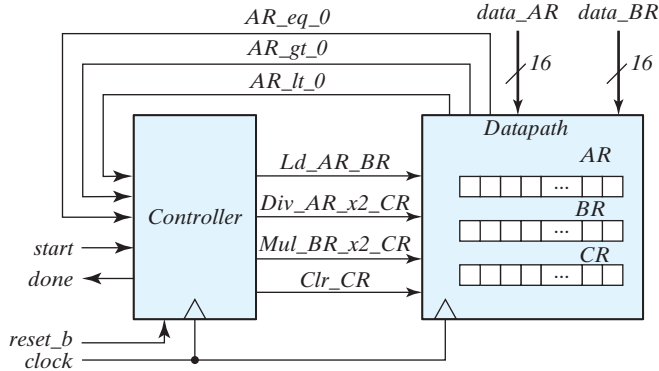 AR_eq_0
data_AR data_BR
AR_gt_0
16 16
AR_lt_0
Datapath
Ld_AR_BR
AR
...
Div_AR_x2_CR
Controller
BR
...
start
Mul_BR_x2_CR
CR
...
done
Clr_CR
reset_b
clock